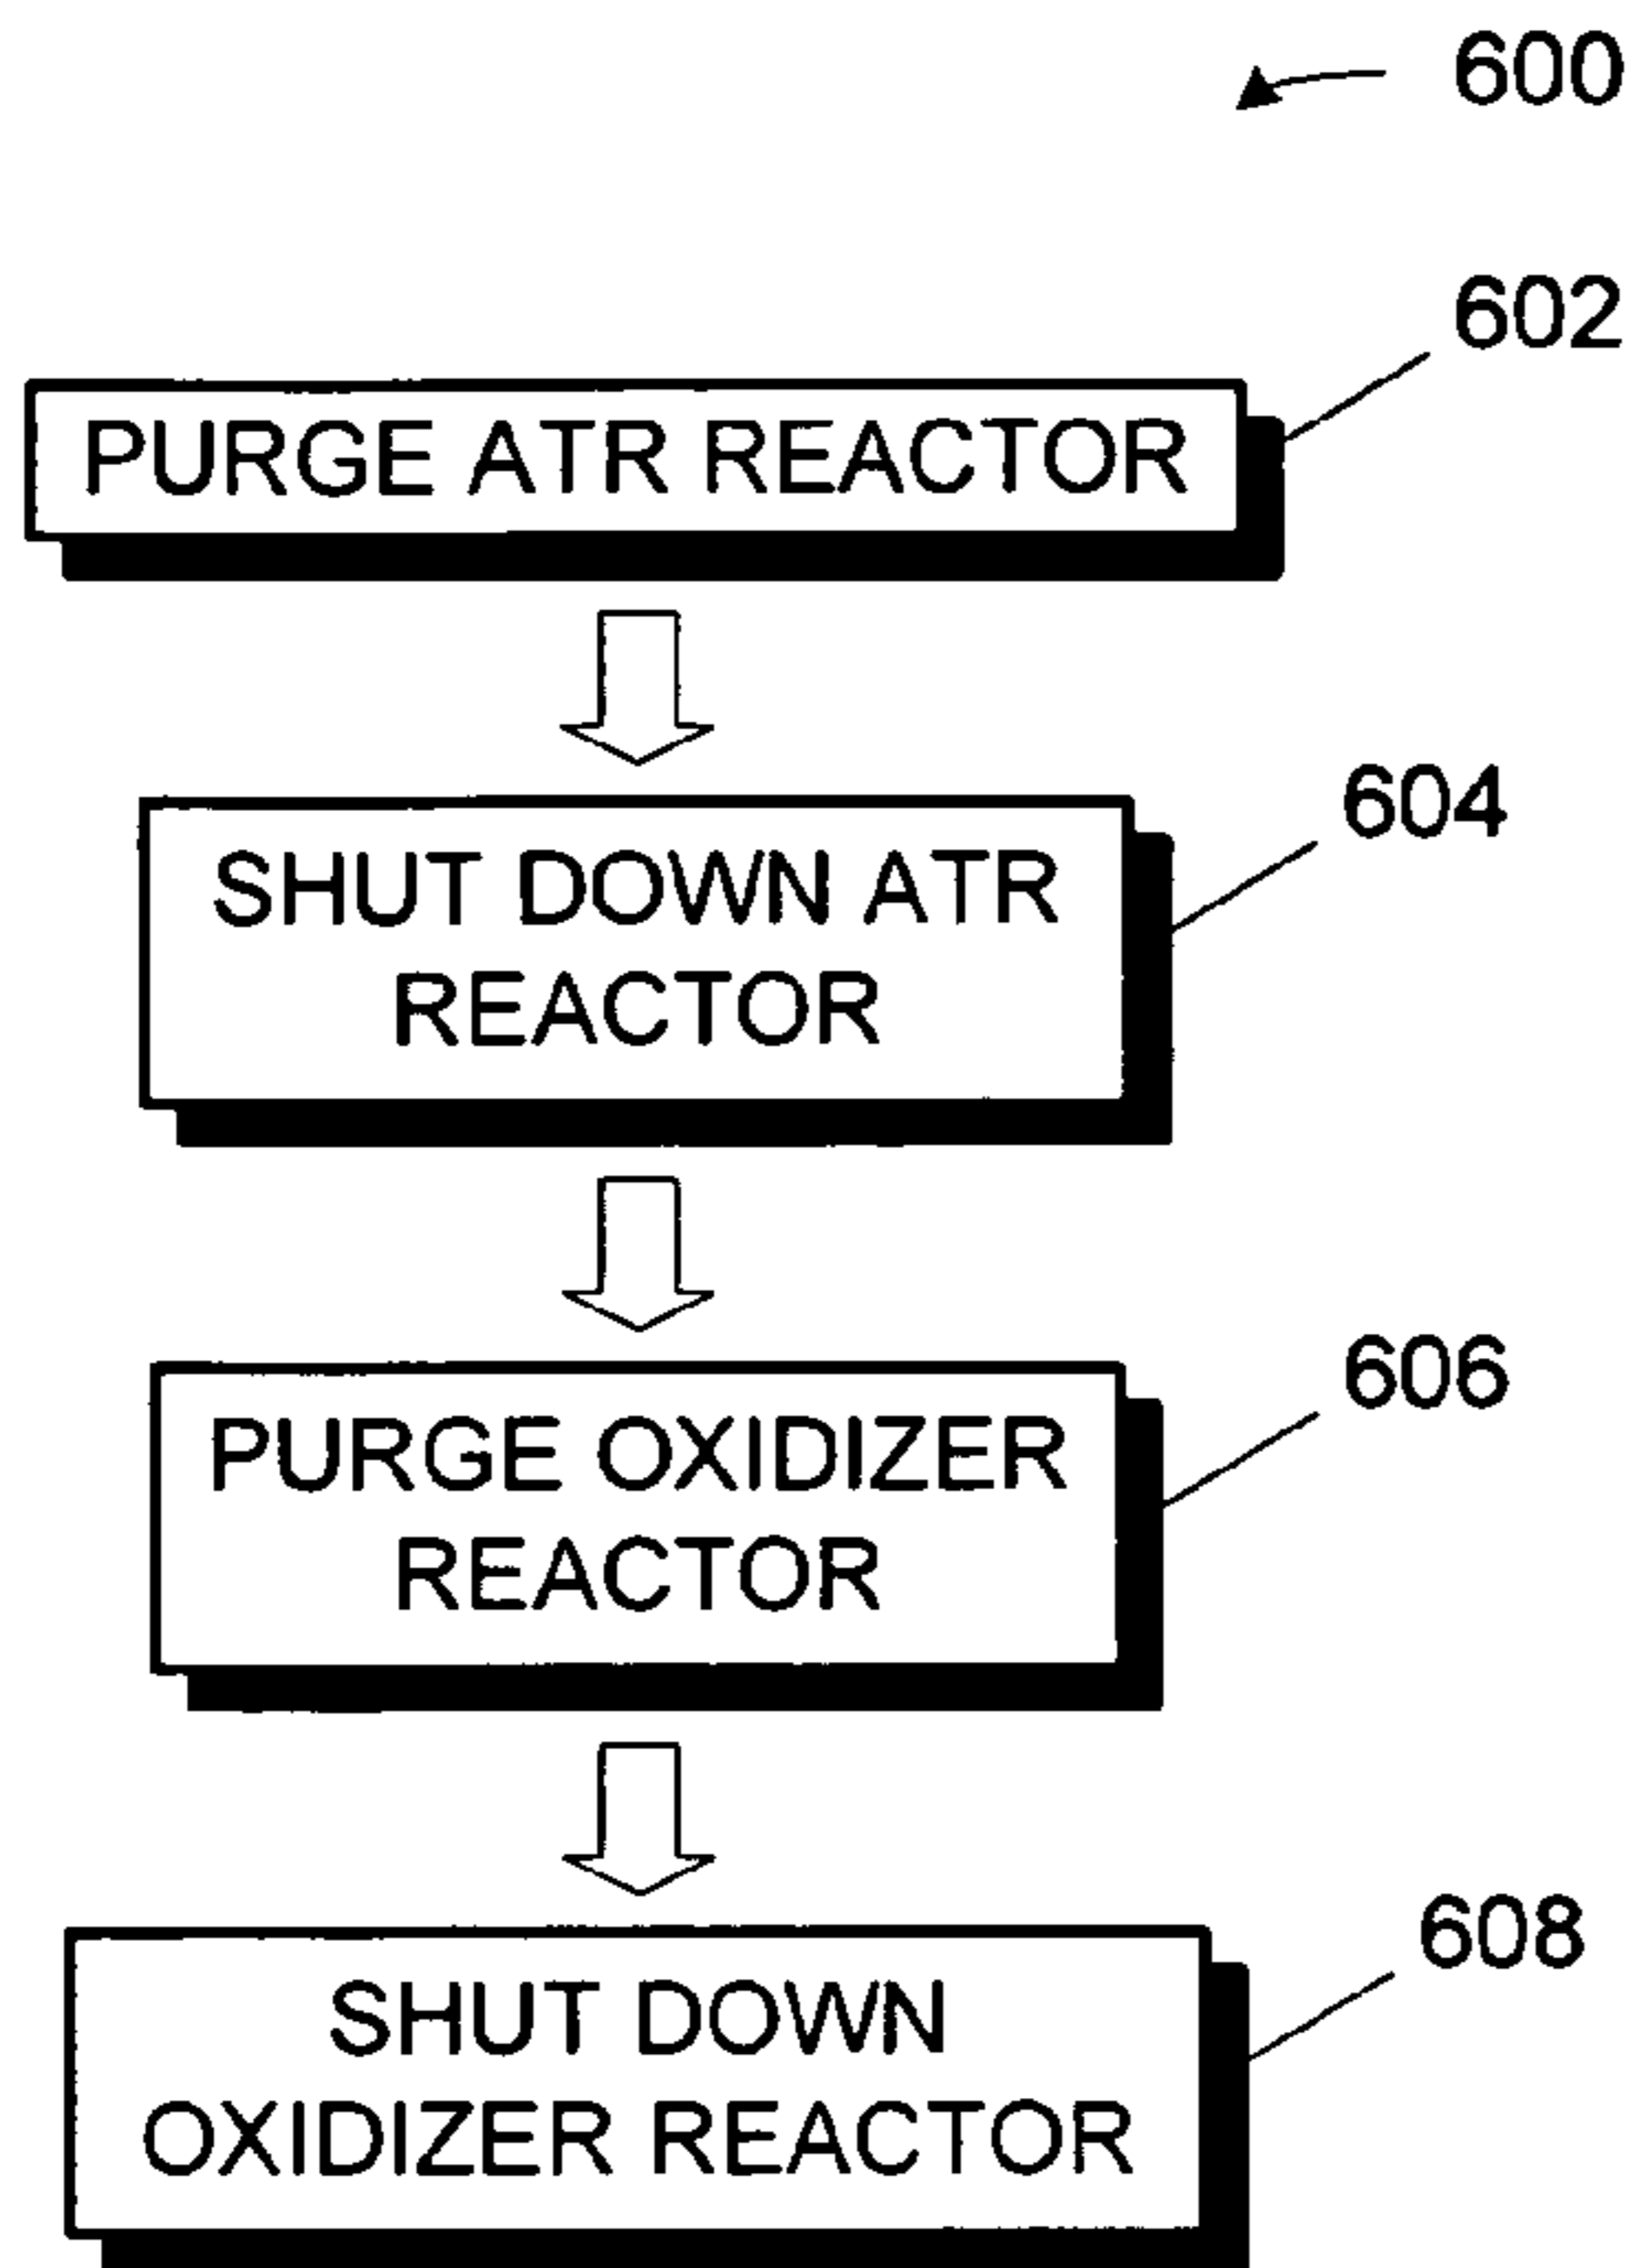 600
602
PURGE ATR REACTOR
604
SHUT DOWN ATR
REACTOR
606
PURGE OXIDIZER
REACTOR
608
SHUT DOWN
OXIDIZER REACTOR